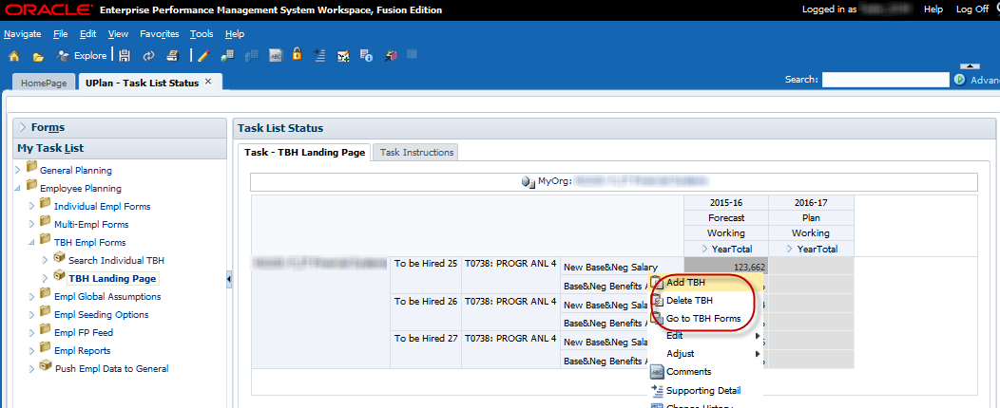 ORACLE Enterprise Performance Management System Workspace, Fusion Edition Logged in as Help Log Off
Navigate File Edit View Favorites Tools Help
Explore
HomePage UPlan - Task List Status × Search: Advan
Forms
My Task List
General Planning
Employee Planning
Individual Empl Forms
Multi-Empl Forms
TBH Empl Forms
Search Individual TBH
TBH Landing Page
Empl Global Assumptions
Empl Seeding Options
Empl FP Feed
Empl Reports
Push Empl Data to General
Task List Status
Task - TBH Landing Page Task Instructions
MyOrg:
2015-16 2016-17
Forecast Plan
Working Working
YearTotal YearTotal
To be Hired 25 T0738: PROGR ANL 4 New Base&Neg Salary 123,662
Base&Neg Benefits A
To be Hired 26 T0738: PROGR ANL 4 New Base&Neg Sala
Base&Neg Benefits A
To be Hired 27 T0738: PROGR ANL 4 New Base&Neg Sala
Base&Neg Benefits A
Add TBH
Delete TBH
Go to TBH Forms
Edit
Adjust
ABC Comments
Supporting Detail
Change History